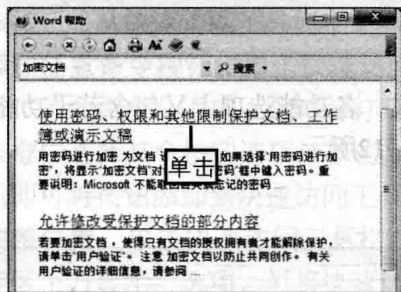 Word 帮助
加密文档
搜索
使用密码、权限和其他限制保护文档、工作
簿或演示文稿
用密码进行加密 为文档
如果选择“用密码进行加
密”，将显示“加密文档”对
密码”框中键入密码。重
单击
要说明：Microsoft 不能取回丢失或忘记的密码 ...
允许修改受保护文档的部分内容
若要加密文档，使得只有文档的授权拥有者才能解除保护，
请单击“用户验证”。 注意 加密文档以防止共同创作。 有关
用户验证的详细信息，请参阅 ...